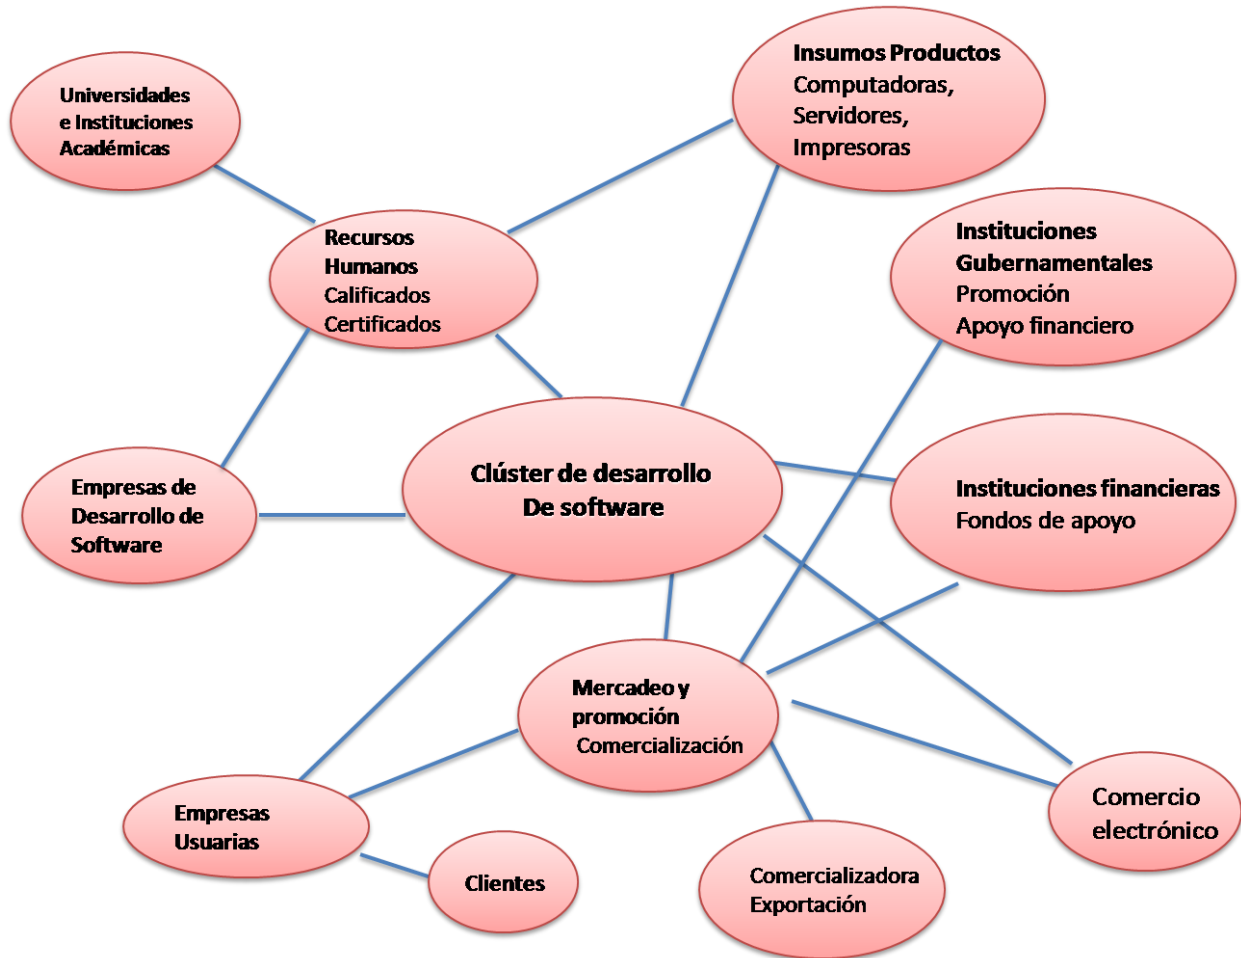 Insumos Productos
Computadoras,
Servidores,
Impresoras
Universidades
e Instituciones
Académicas
Instituciones
Gubernamentales
Promoción
Apoyo financiero
Recursos
Humanos
Calificados
Certificados
Clúster de desarrollo
De software
Instituciones financieras
Fondos de apoyo
Empresas de
Desarrollo de
Software
Mercadeo y
promoción
Comercialización
Comercio
electrónico
Empresas
Usuarias
Clientes
Comercializadora
Exportación